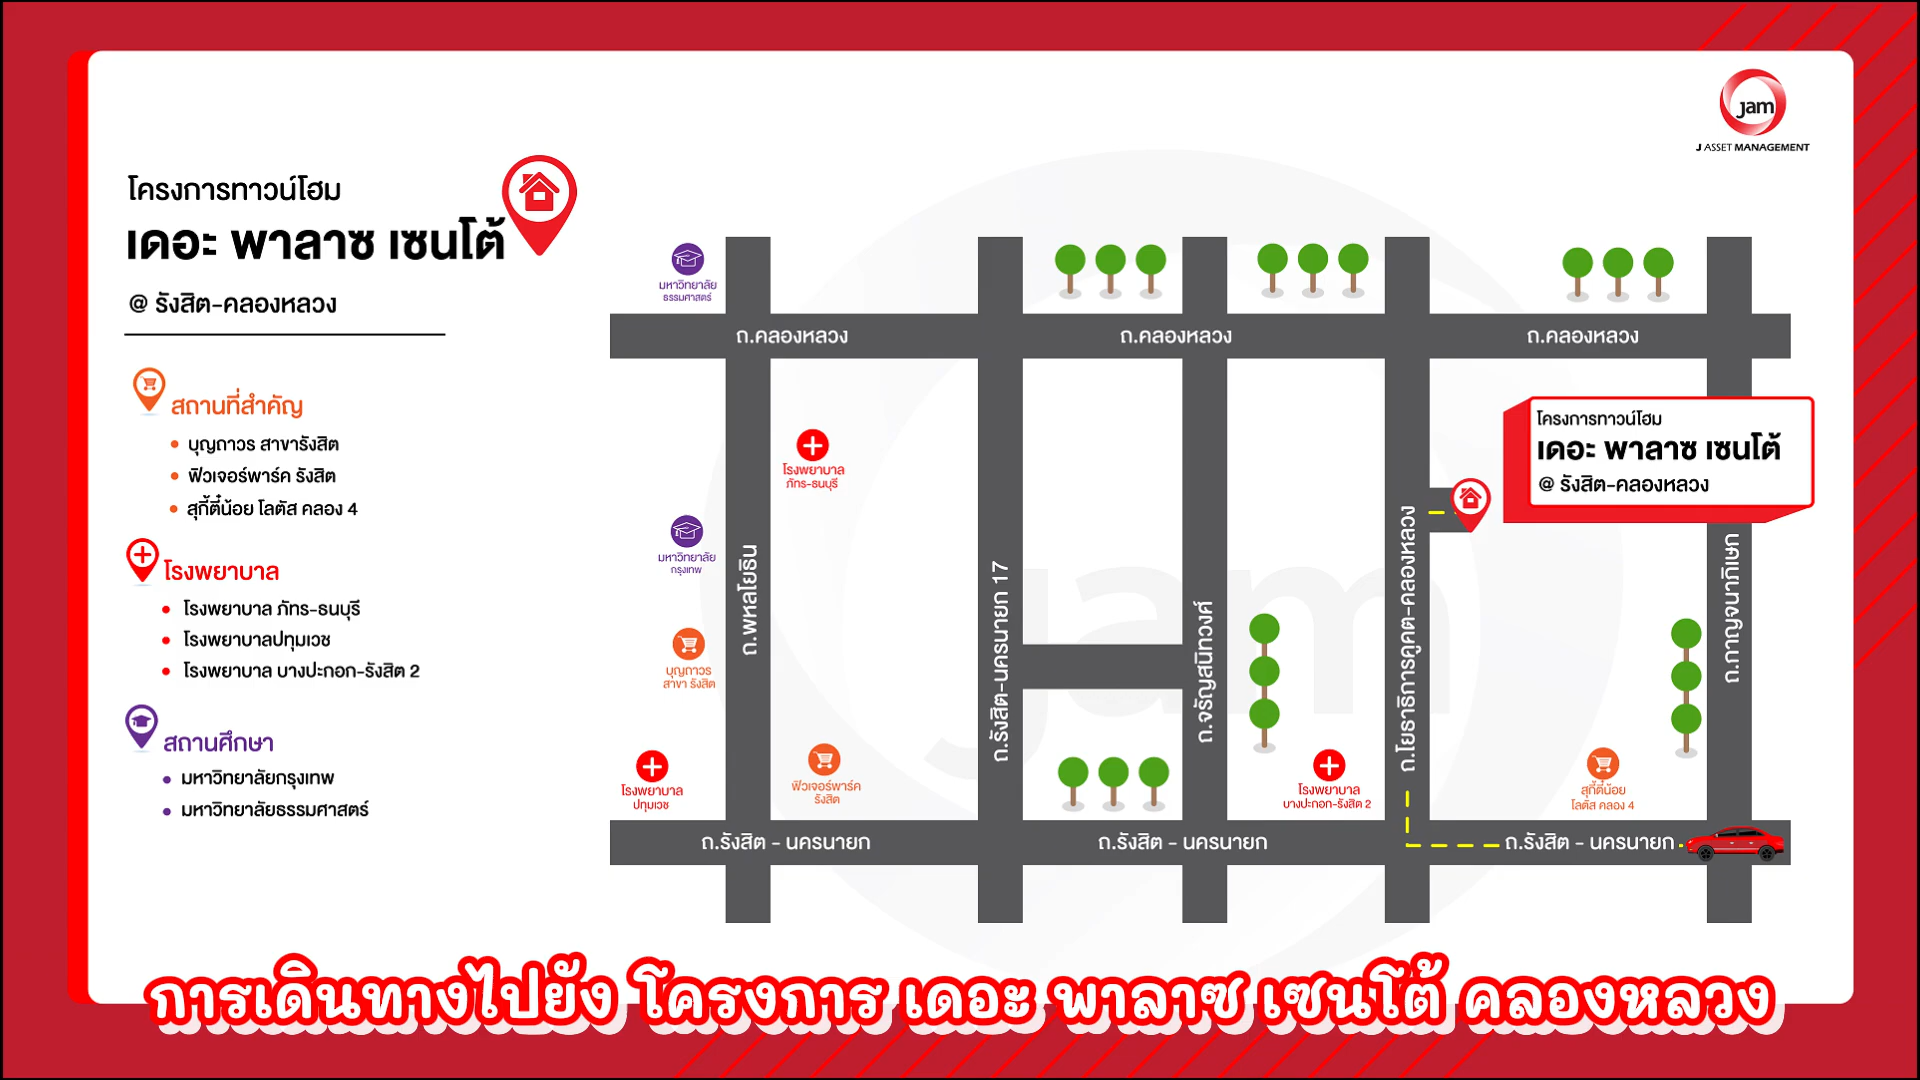 jam
J ASSET MANAGEMENT
โครงการทาวน์โฮม
เดอะ พาลาซ เซนโต้
@ รังสิต-คลองหลวง
สถานที่สำคัญ
บุญถาวร สาขารังสิต
ฟิวเจอร์พาร์ค รังสิต
สุกี้ตี๋น้อย โลตัส คลอง 4
โรงพยาบาล
โรงพยาบาล ภัทร-ธนบุรี
โรงพยาบาลปทุมเวช
โรงพยาบาล บางปะกอก-รังสิต 2
สถานศึกษา
มหาวิทยาลัยกรุงเทพ
มหาวิทยาลัยธรรมศาสตร์
มหาวิทยาลัย
ธรรมศาสตร์
ถ.คลองหลวง
ถ.คลองหลวง
ถ.คลองหลวง
โรงพยาบาล
ภัทร-ธนบุรี
โครงการทาวน์โฮม
เดอะ พาลาซ เซนโต้
@ รังสิต-คลองหลวง
มหาวิทยาลัย
กรุงเทพ
ถ.พหลโยธิน
ถ.รังสิต-นครนายก 17
ถ.จรัญสนิทวงศ์
ถ.โยธาธิการคูคต-คลองหลวง
ถ.กาญจนาภิเษก
jam
บุญถาวร
สาขา รังสิต
โรงพยาบาล
ปทุมเวช
ฟิวเจอร์พาร์ค
รังสิต
โรงพยาบาล
บางปะกอก-รังสิต 2
สุกี้ตี๋น้อย
โลตัส คลอง 4
ถ.รังสิต - นครนายก
ถ.รังสิต - นครนายก
ถ.รังสิต - นครนายก
การเดินทางไปยัง โครงการ เดอะ พาลาซ เซนโต้ คลองหลวง